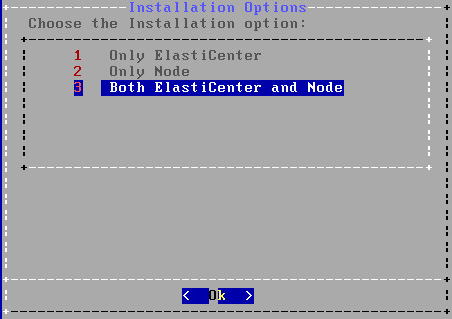 Installation Options
Choose the Installation option:
1 Only ElastiCenter
2 Only Node
3 Both ElastiCenter and Node
< Ok >